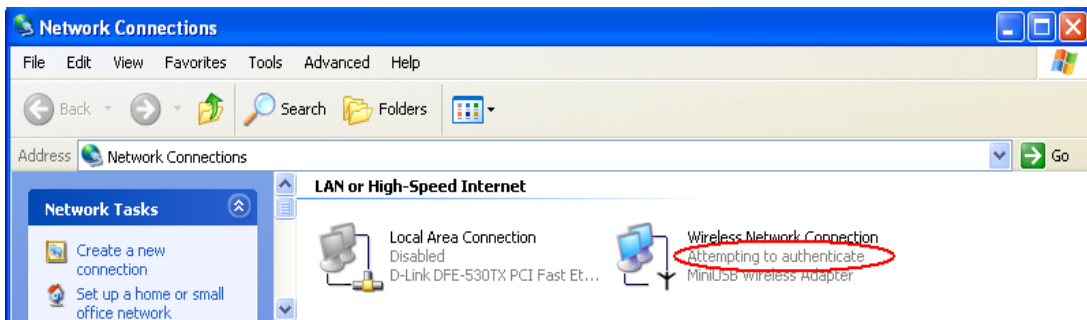 Network Connections
File Edit View Favorites Tools Advanced Help
Back Search Folders
Address Network Connections Go
LAN or High-Speed Internet
Network Tasks
Create a new
connection
Set up a home or small
office network
Local Area Connection
Disabled
D-Link DFE-530TX PCI Fast Et...
Wireless Network Connection
Attempting to authenticate
MiniUSB Wireless Adapter